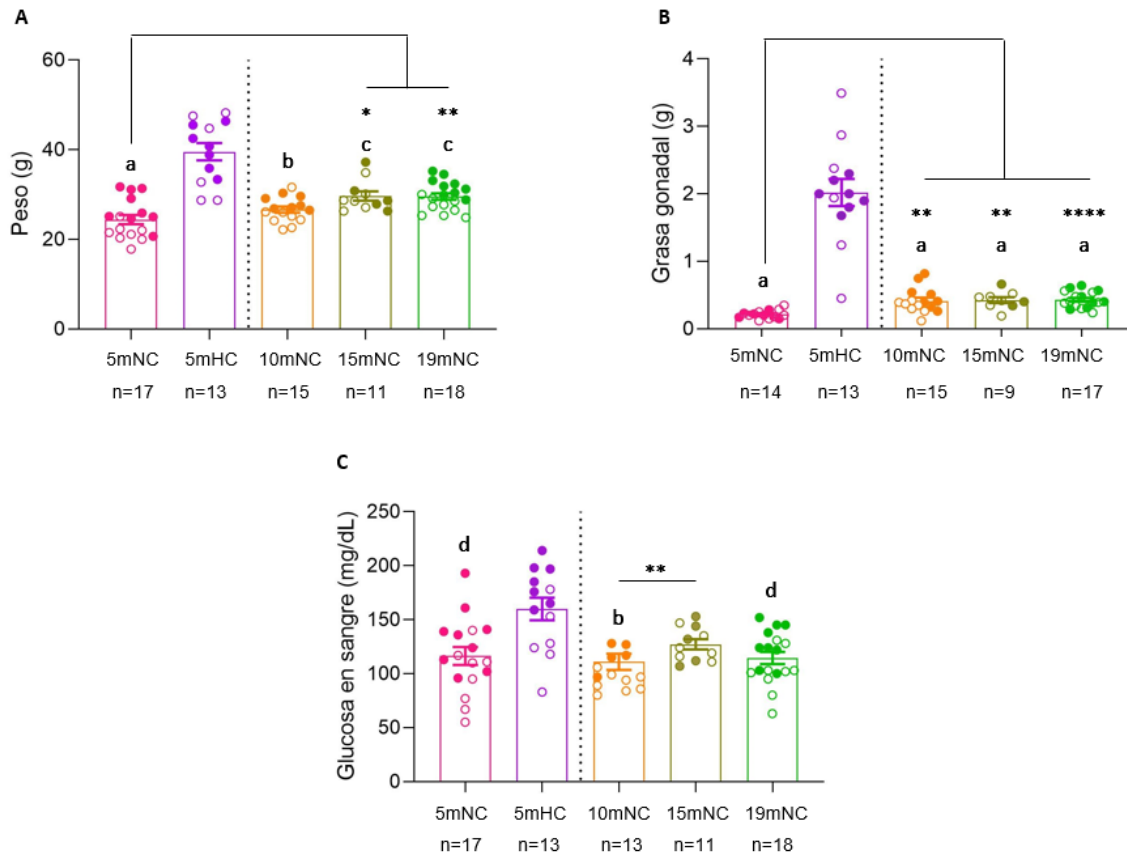 A
Peso (g)
60
40
20
0
a
b
*
c
**
c
5mNC
5mHC
10mNC
15mNC
19mNC
n=17
n=13
n=15
n=11
n=18
B
Grasa gonadal (g)
4
3
2
1
0
a
**
a
**
a
****
a
5mNC
5mHC
10mNC
15mNC
19mNC
n=14
n=13
n=15
n=9
n=17
C
Glucosa en sangre (mg/dL)
250
200
150
100
50
0
d
b
**
d
5mNC
5mHC
10mNC
15mNC
19mNC
n=17
n=13
n=13
n=11
n=18